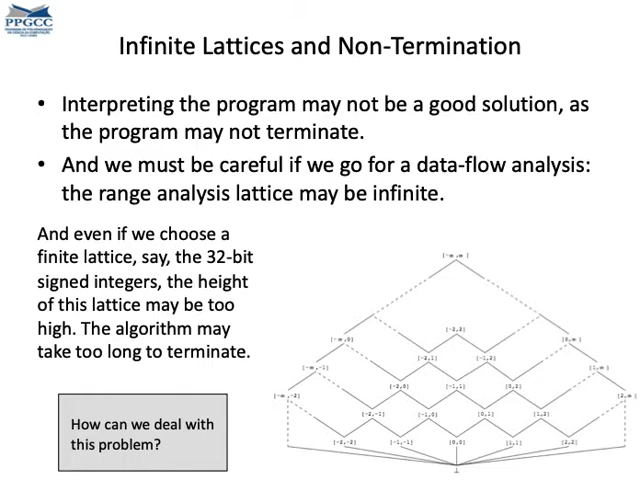 PPGCC
Infinite Lattices and Non-Termination
• Interpreting the program may not be a good solution, as
the program may not terminate.
• And we must be careful if we go for a data-flow analysis:
the range analysis lattice may be infinite.
And even if we choose a
finite lattice, say, the 32-bit
signed integers, the height
of this lattice may be too
high. The algorithm may
take too long to terminate.
How can we deal with
this problem?
[-∞,∞]
[-2,2]
[-∞,0] [0,∞]
[-2,1] [-1,2]
[-∞,-1] [1,∞]
[-2,0] [-1,1] [0,2]
[-∞,-2] [2,∞]
[-2,-1] [-1,0] [0,1] [1,2]
[-2,-2] [-1,-1] [0,0] [1,1] [2,2]
⊥